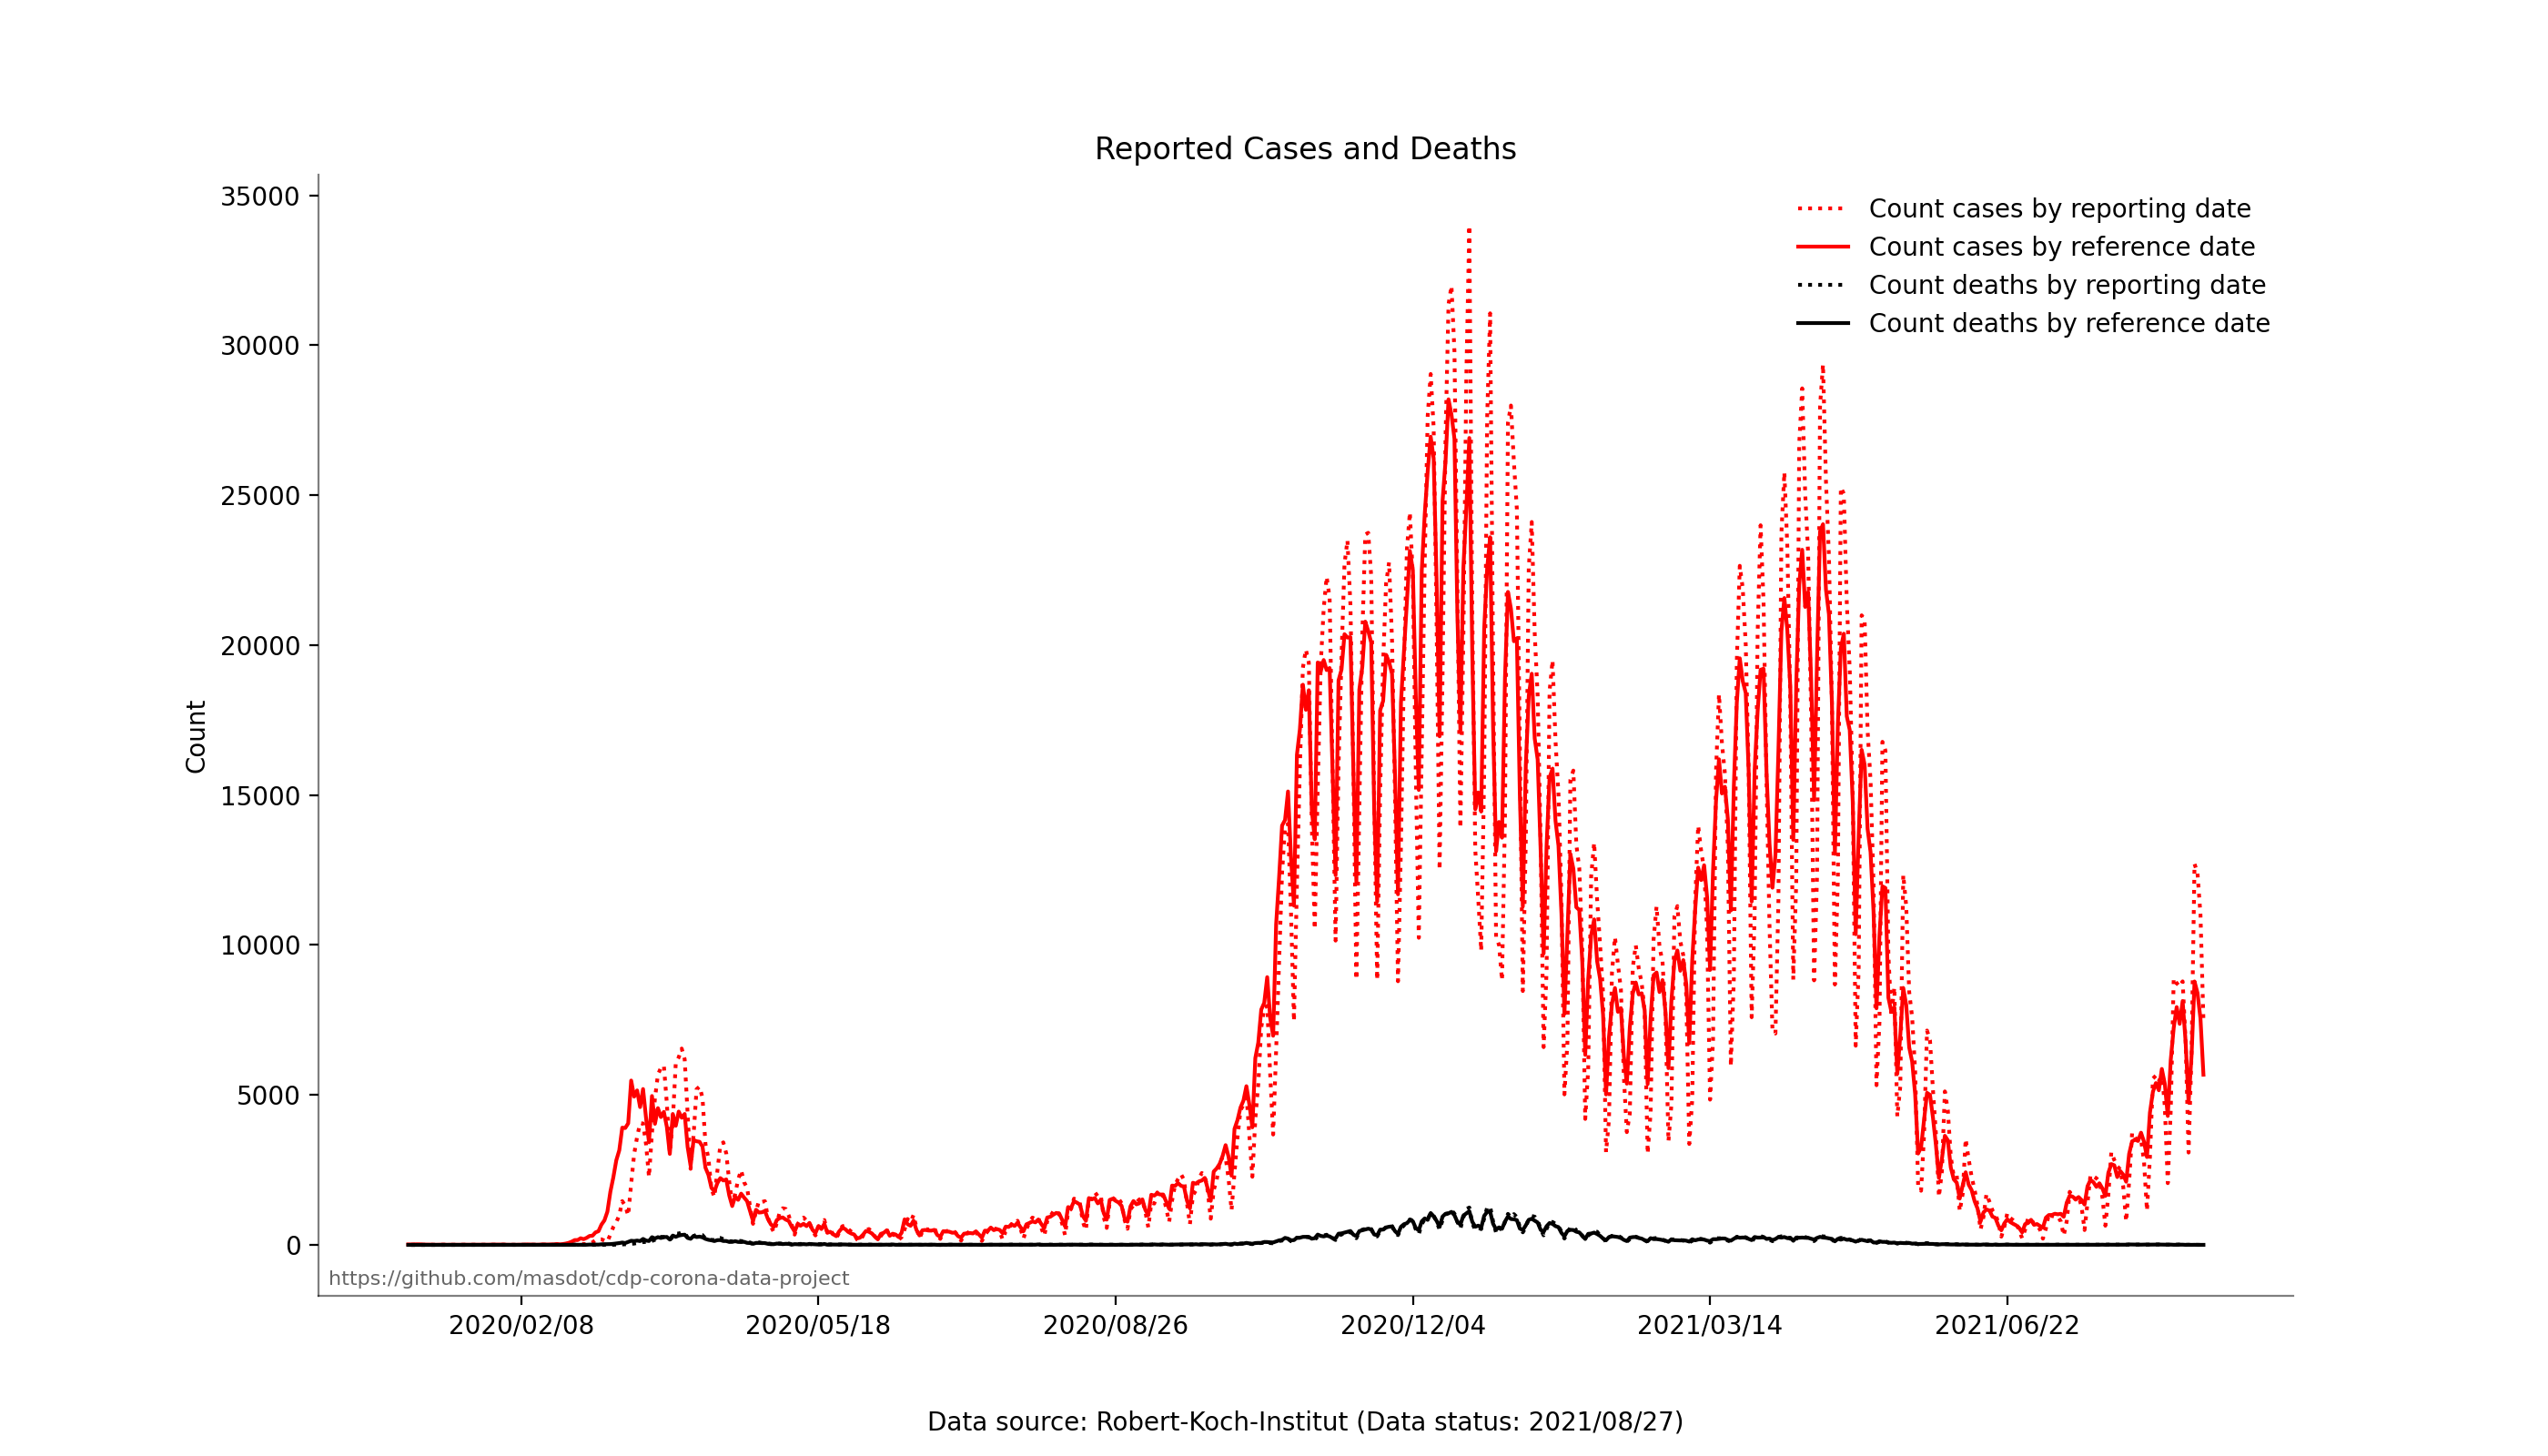 Reported Cases and Deaths
35000
30000
25000
20000
15000
10000
5000
0
Count
Count cases by reporting date
Count cases by reference date
Count deaths by reporting date
Count deaths by reference date
https://github.com/masdot/cdp-corona-data-project
2020/02/08 2020/05/18 2020/08/26 2020/12/04 2021/03/14 2021/06/22
Data source: Robert-Koch-Institut (Data status: 2021/08/27)